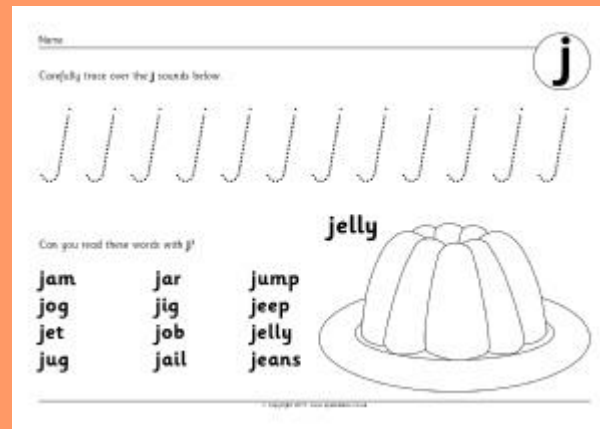 Name
j
Carefully trace over the j sounds below
j j j j j j j j j j j j
jelly
Can you read these words with j?
jam jar jump
jog jig jeep
jet job jelly
jug jail jeans